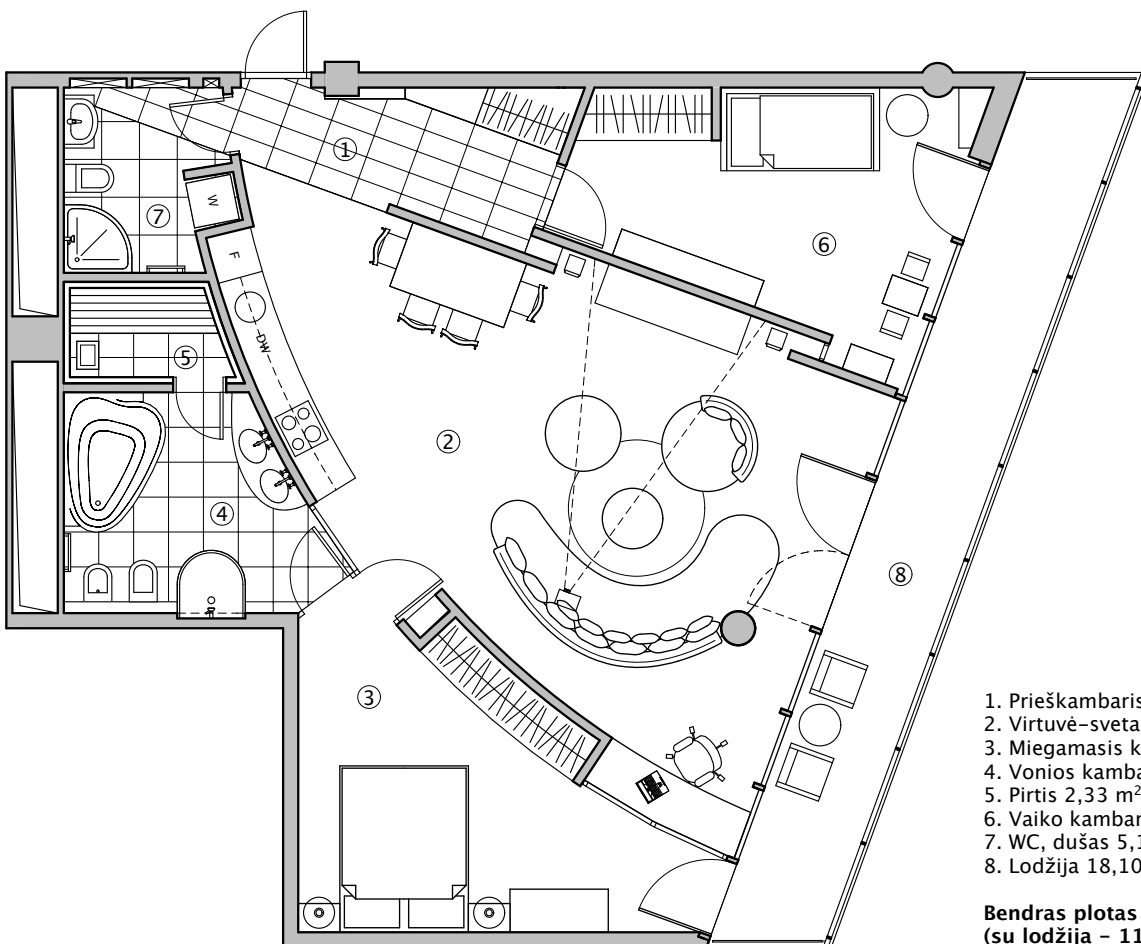 1
7
W
F
DW
5
2
4
6
8
3
1. Prieškambaris
2. Virtuvė-sveta
3. Miegamasis k
4. Vonios kamba
5. Pirtis 2,33 m²
6. Vaiko kambar
7. WC, dušas 5,1
8. Lodžija 18,10
Bendras plotas
(su lodžija - 11